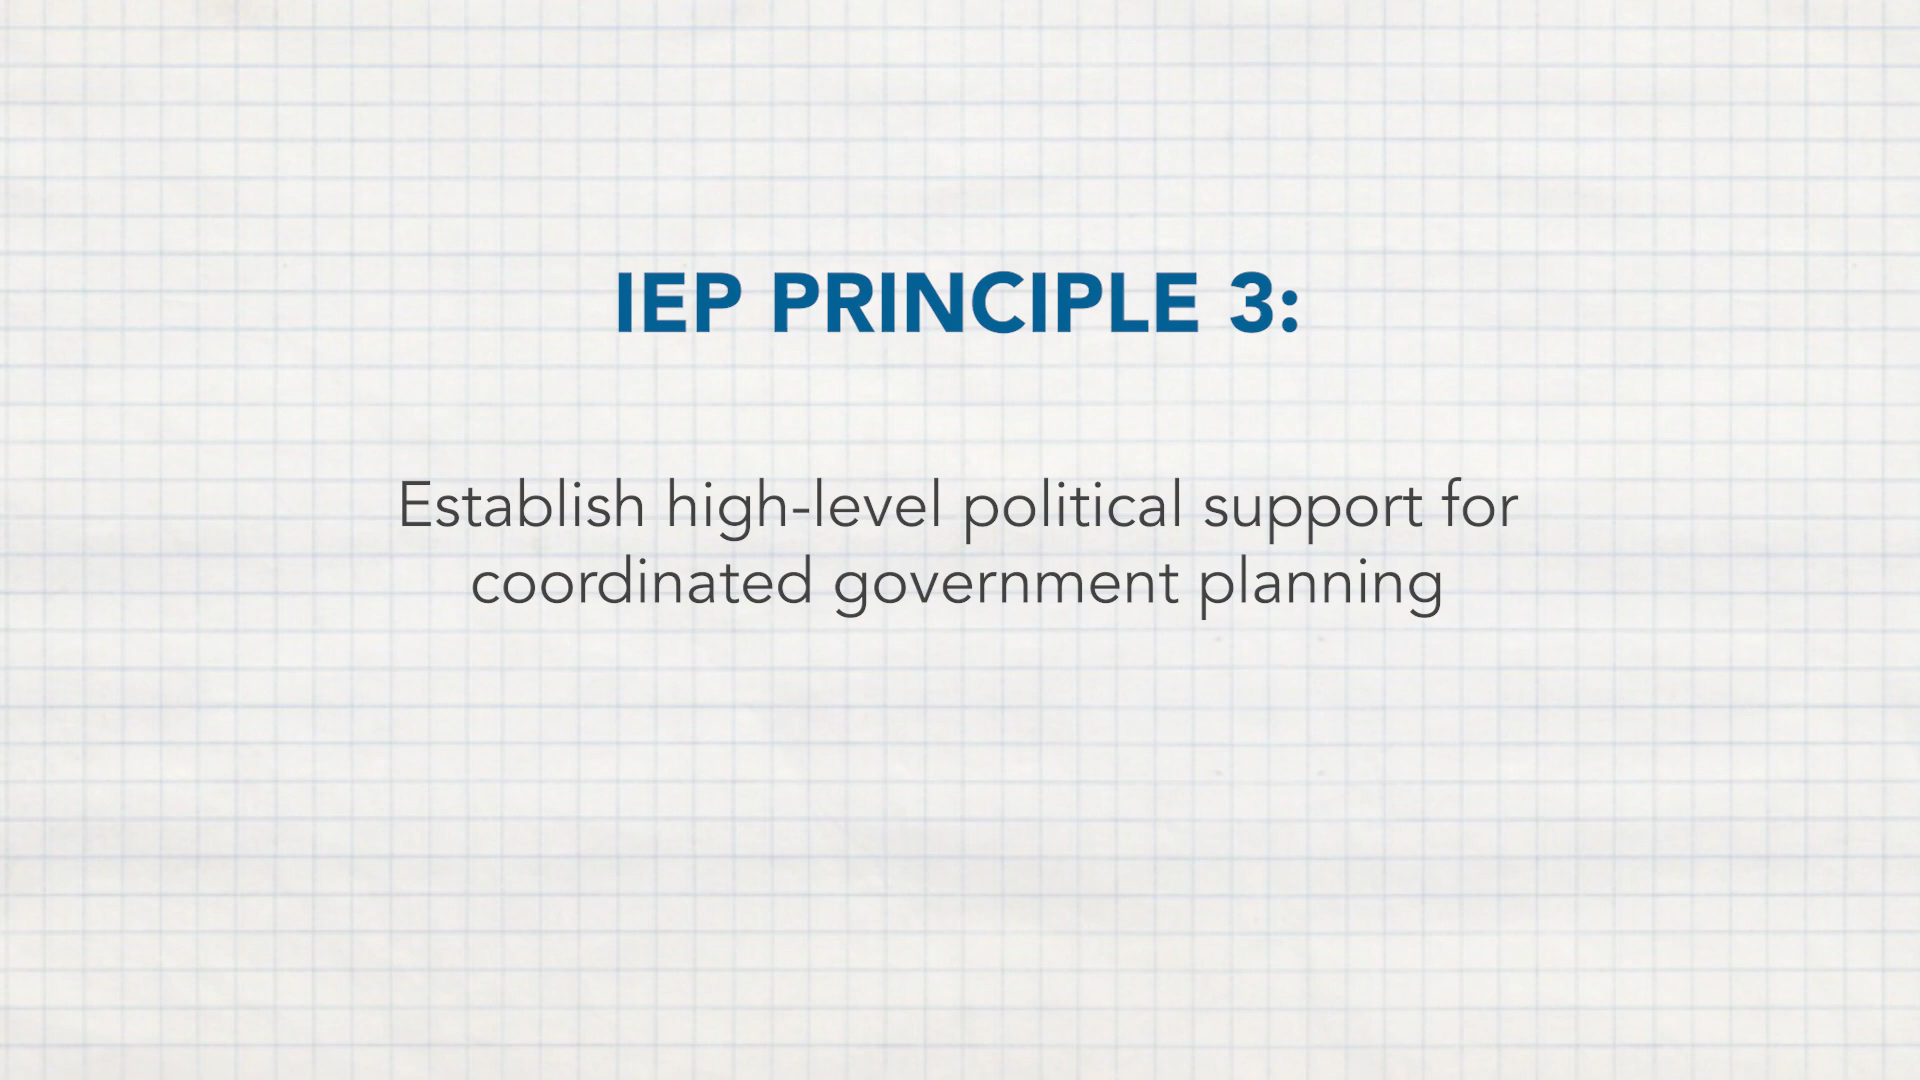 IEP PRINCIPLE 3:
Establish high-level political support for
coordinated government planning